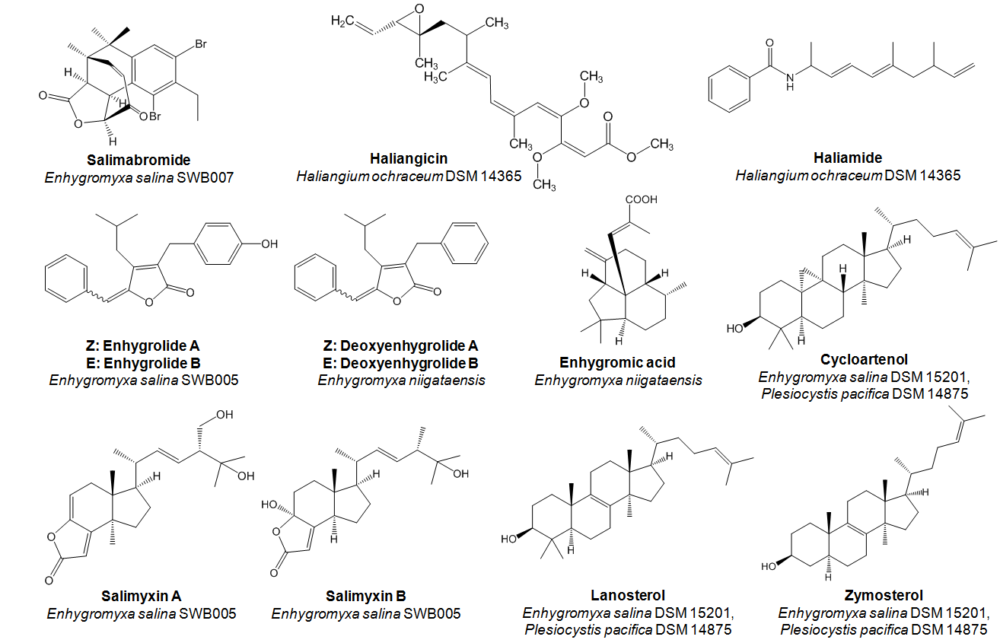 Br
Br
H
H
H
O
O
O
Salimabromide
Enhygromyxa salina SWB007
H2C
O
CH3
CH3
H3C
CH3
CH3
O
O
O
O
CH3
CH3
Haliangicin
Haliangium ochraceum DSM 14365
O
N
H
Haliamide
Haliangium ochraceum DSM 14365
OH
O
O
Z: Enhygrolide A
E: Enhygrolide B
Enhygromyxa salina SWB005
O
O
Z: Deoxyenhygrolide A
E: Deoxyenhygrolide B
Enhygromyxa niigataensis
COOH
H
H
H
Enhygromic acid
Enhygromyxa niigataensis
H
H
HO
H
Cycloartenol
Enhygromyxa salina DSM 15201,
Plesiocystis pacifica DSM 14875
OH
OH
H
O
O
Salimyxin A
Enhygromyxa salina SWB005
OH
H
HO
O
O
H
Salimyxin B
Enhygromyxa salina SWB005
H
HO
H
Lanosterol
Enhygromyxa salina DSM 15201,
Plesiocystis pacifica DSM 14875
H
HO
H
Zymosterol
Enhygromyxa salina DSM 15201,
Plesiocystis pacifica DSM 14875